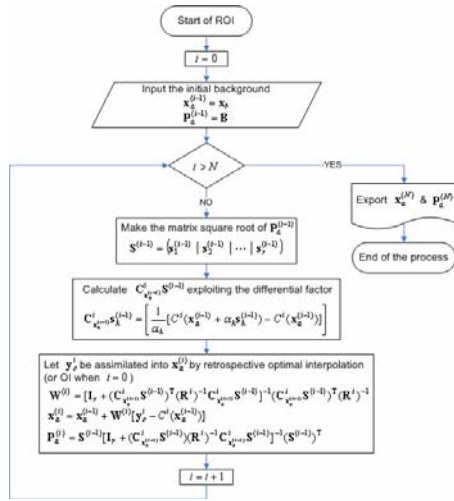 Start of ROI
i = 0
Input the initial background
x_a^{(i-1)} = x_b
P_a^{(i-1)} = B
i > N
YES
NO
Export x_a^{(N)} & P_a^{(N)}
End of the process
Make the matrix square root of P_a^{(i-1)}
S^{(i-1)} = (s_1^{(i-1)} | s_2^{(i-1)} | ⋯ | s_r^{(i-1)})
Calculate C^i_{x_a^{(i-1)}} S^{(i-1)} exploiting the differential factor
C^i_{x_a^{(i-1)}} s_k^{(i-1)} = [ 1/α_k [C^i(x_a^{(i-1)} + α_k s_k^{(i-1)}) − C^i(x_a^{(i-1)})] ]
Let y_r^i be assimilated into x_a^{(i)} by retrospective optimal interpolation
(or OI when i = 0)
W^{(i)} = [I_r + (C^i_{x_a^{(i-1)}} S^{(i-1)})^T (R^i)^{-1} C^i_{x_a^{(i-1)}} S^{(i-1)}]^{-1} (C^i_{x_a^{(i-1)}} S^{(i-1)})^T (R^i)^{-1}
x_a^{(i)} = x_a^{(i-1)} + W^{(i)} [y_r^i − C^i(x_a^{(i-1)})]
P_a^{(i)} = S^{(i-1)} [I_r + (C^i_{x_a^{(i-1)}} S^{(i-1)}) (R^i)^{-1} C^i_{x_a^{(i-1)}} S^{(i-1)}]^{-1} (S^{(i-1)})^T
i = i + 1